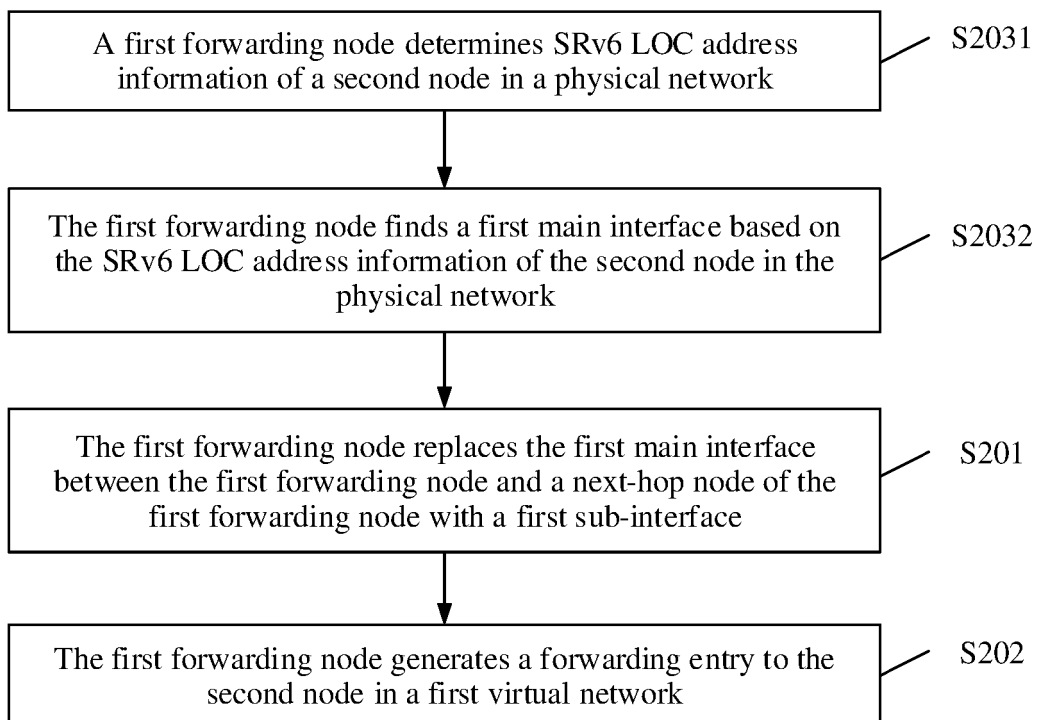 A first forwarding node determines SRv6 LOC address
information of a second node in a physical network
S2031
The first forwarding node finds a first main interface based on
the SRv6 LOC address information of the second node in the
physical network
S2032
The first forwarding node replaces the first main interface
between the first forwarding node and a next-hop node of the
first forwarding node with a first sub-interface
S201
The first forwarding node generates a forwarding entry to the
second node in a first virtual network
S202